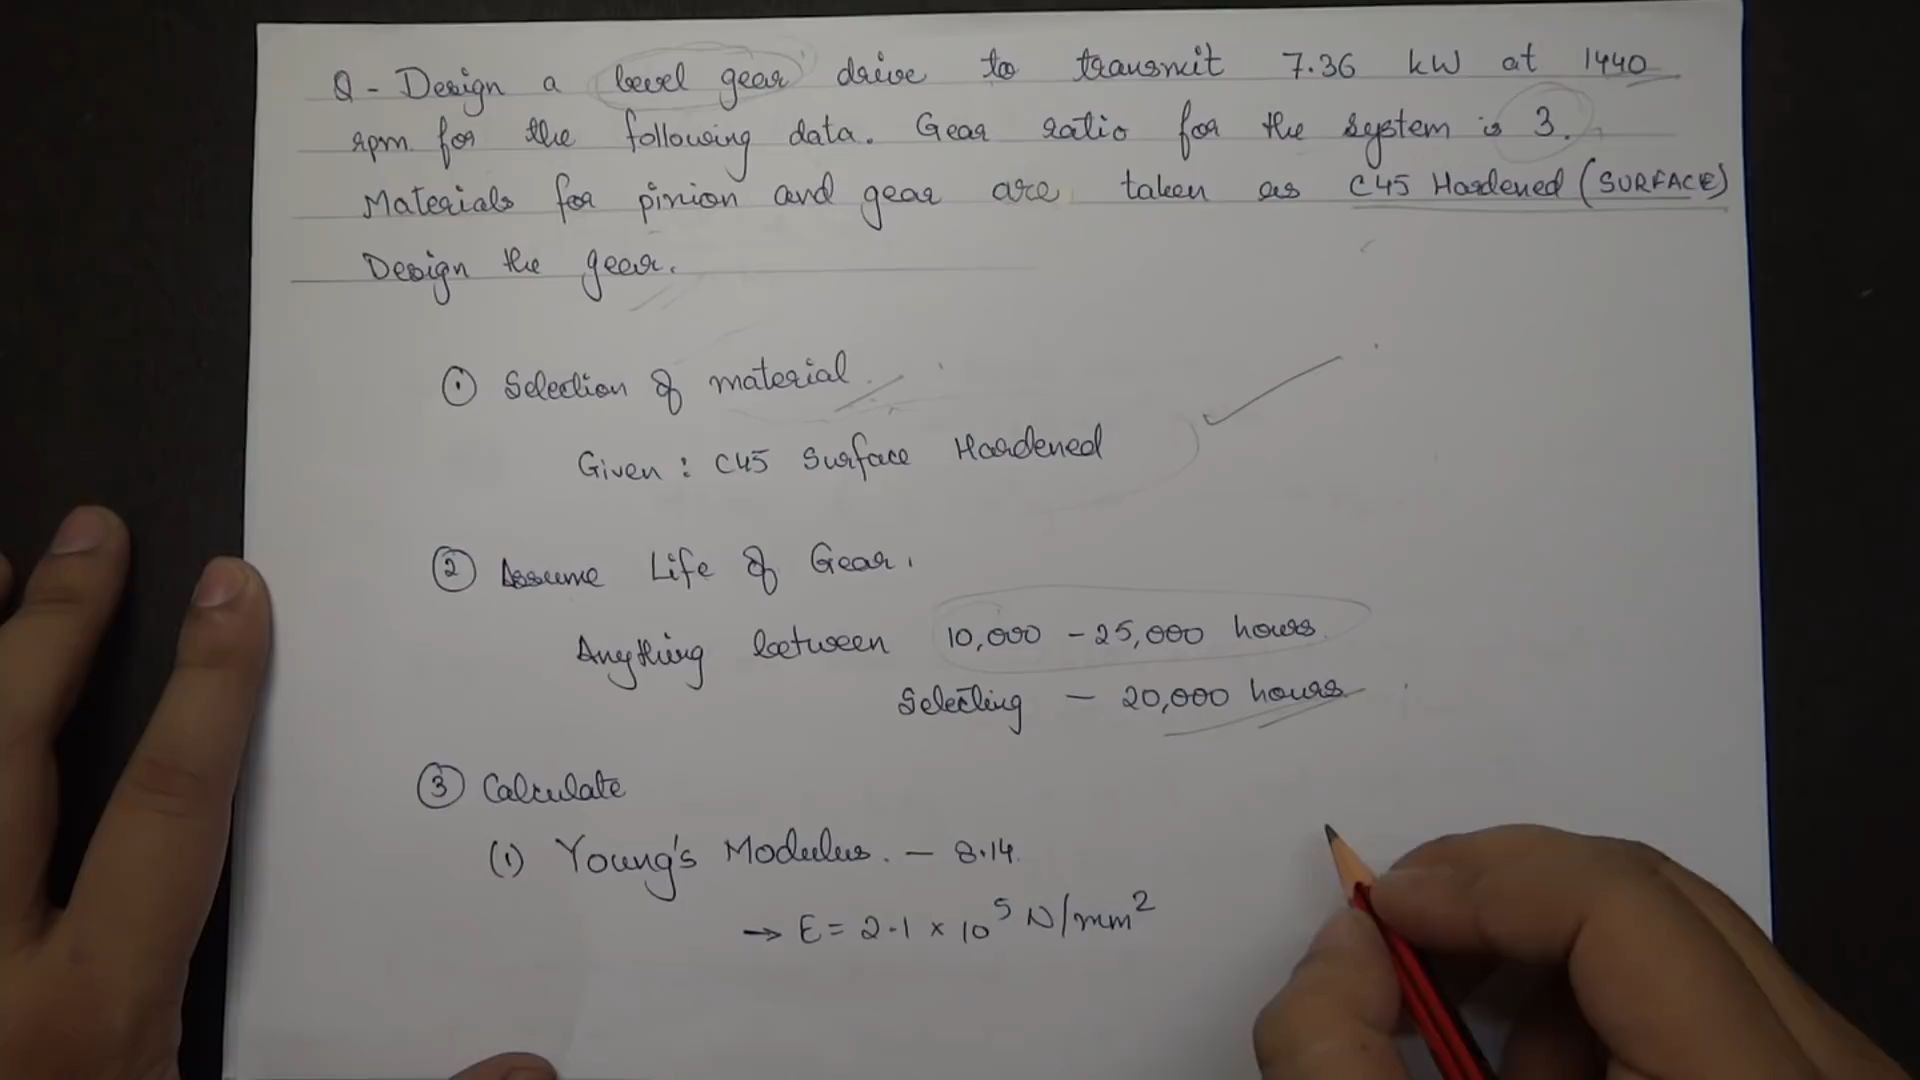 Q - Design a bevel gear drive to transmit 7.36 kW at 1440
rpm for the following data. Gear ratio for the system is 3.
Materials for pinion and gear are taken as C45 Hardened (SURFACE)
Design the gear.
① Selection of material
Given : C45 Surface Hardened
② Assume Life of Gear.
Anything between 10,000 - 25,000 hours
Selecting - 20,000 hours
③ Calculate
(1) Young's Modulus. - 8.14.
→ E = 2.1 × 10⁵ N/mm²